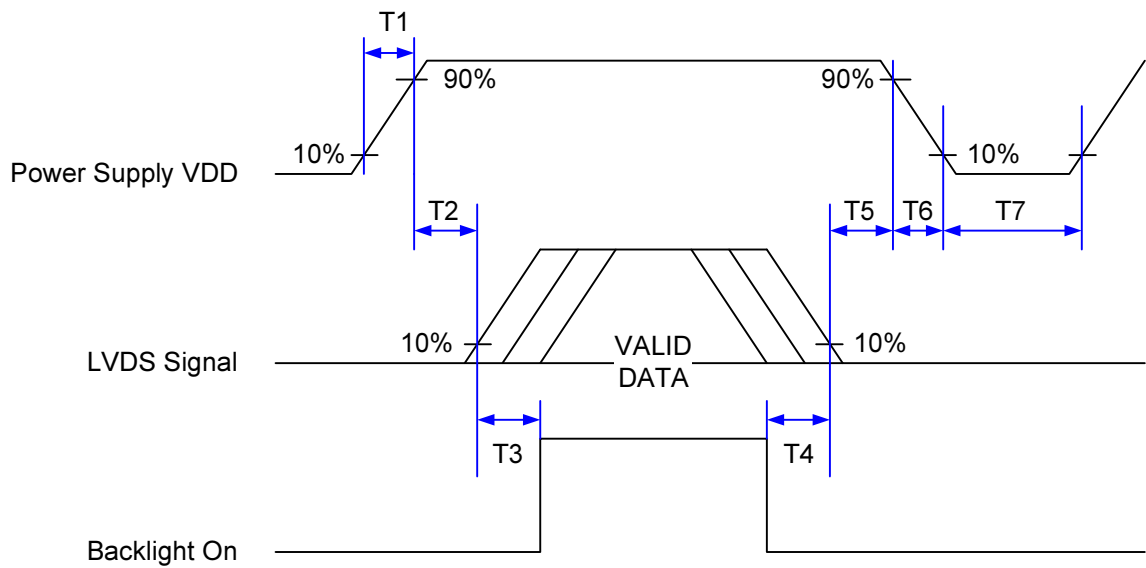 T1
90%
90%
10%
10%
Power Supply VDD
T2
T5
T6
T7
10%
10%
LVDS Signal
VALID
DATA
T3
T4
Backlight On